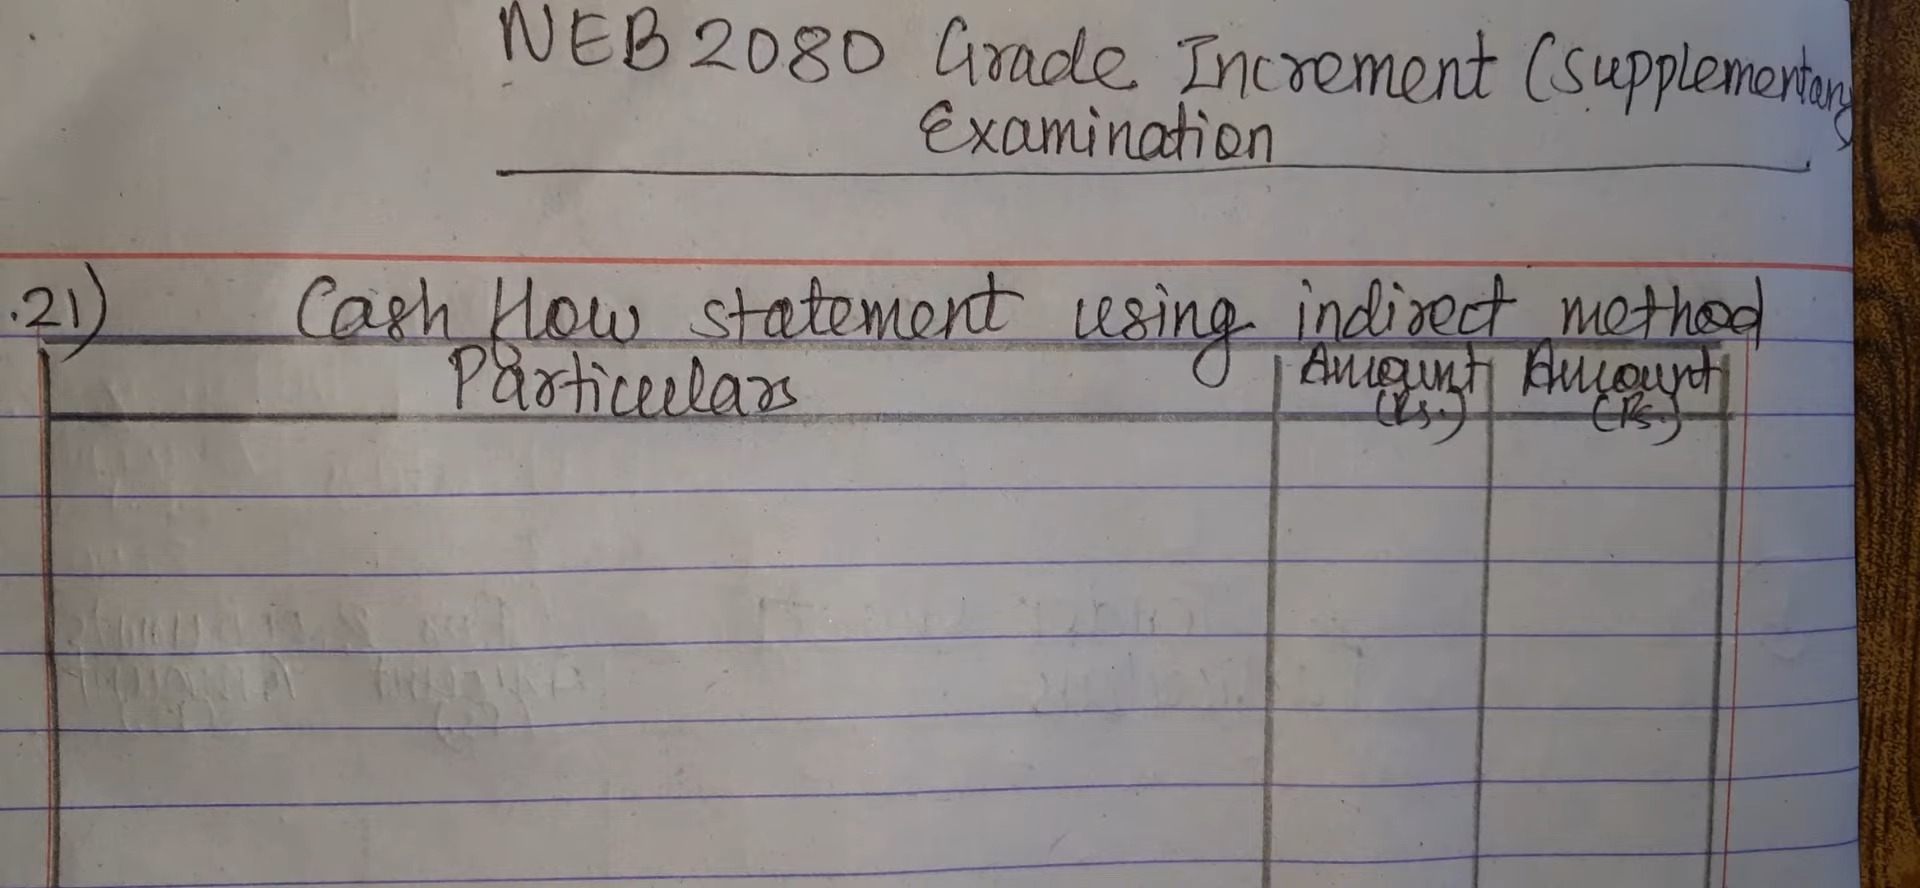 NEB 2080 Grade Increment (supplementary
Examination
.21) Cash flow statement using indirect method
Particulars Amount (Rs.) Amount (Rs.)